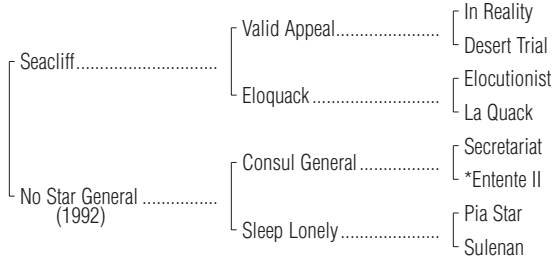 In Reality
Valid Appeal....................
Desert Trial
Seacliff...........................
Elocutionist
Eloquack ........................
La Quack
Secretariat
Consul General ...............
*Entente II
No Star General ..............
(1992)
Pia Star
Sleep Lonely...................
Sulenan